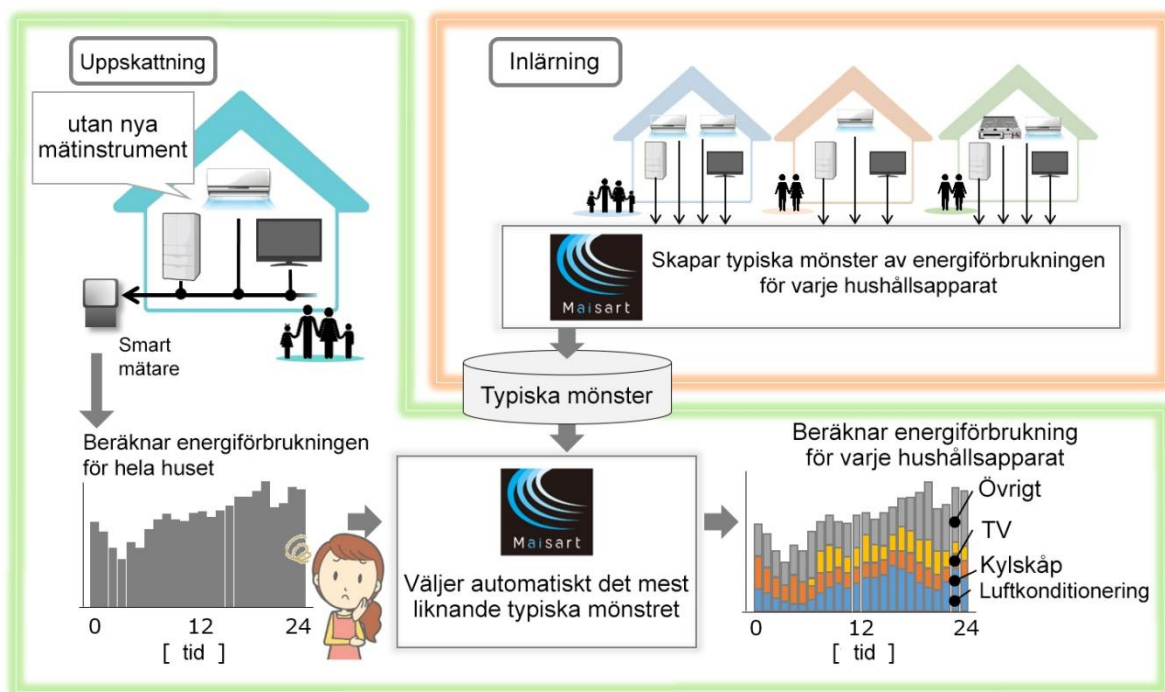 Uppskattning
utan nya
mätinstrument
Smart
mätare
Inlärning
Maisart
Skapar typiska mönster av energiförbrukningen
för varje hushållsapparat
Typiska mönster
Beräknar energiförbrukningen
för hela huset
0 12 24
[ tid ]
Maisart
Väljer automatiskt det mest
liknande typiska mönstret
Beräknar energiförbrukning
för varje hushållsapparat
Övrigt
TV
Kylskåp
Luftkonditionering
0 12 24
[ tid ]